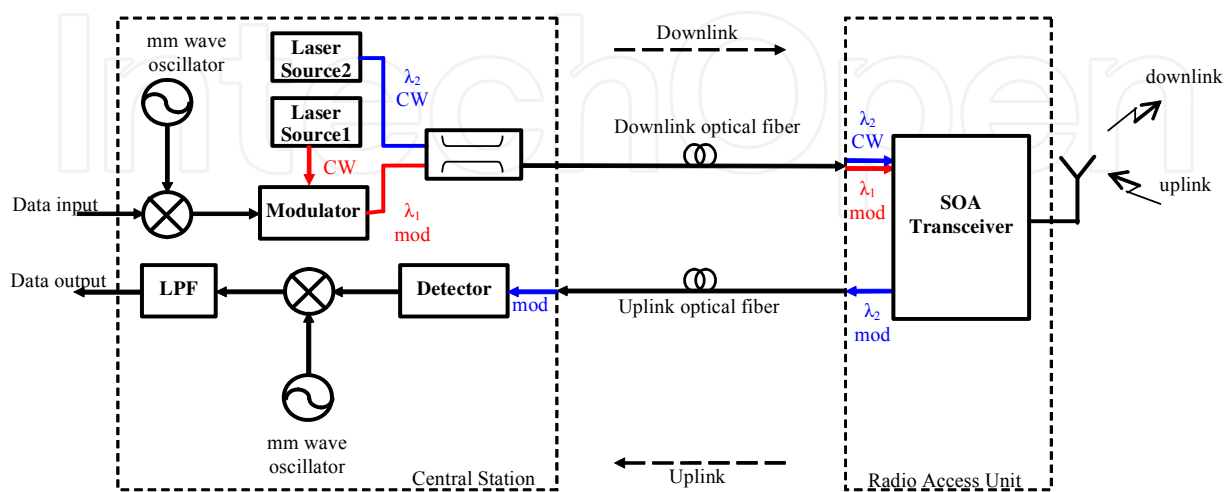 IntechOpen
mm wave
oscillator
Laser
Source2
Laser
Source1
λ2
CW
CW
Data input
Modulator
λ1
mod
Downlink
Downlink optical fiber
λ2
CW
λ1
mod
SOA
Transceiver
downlink
uplink
Data output
LPF
Detector
mod
Uplink optical fiber
λ2
mod
mm wave
oscillator
Central Station
Uplink
Radio Access Unit